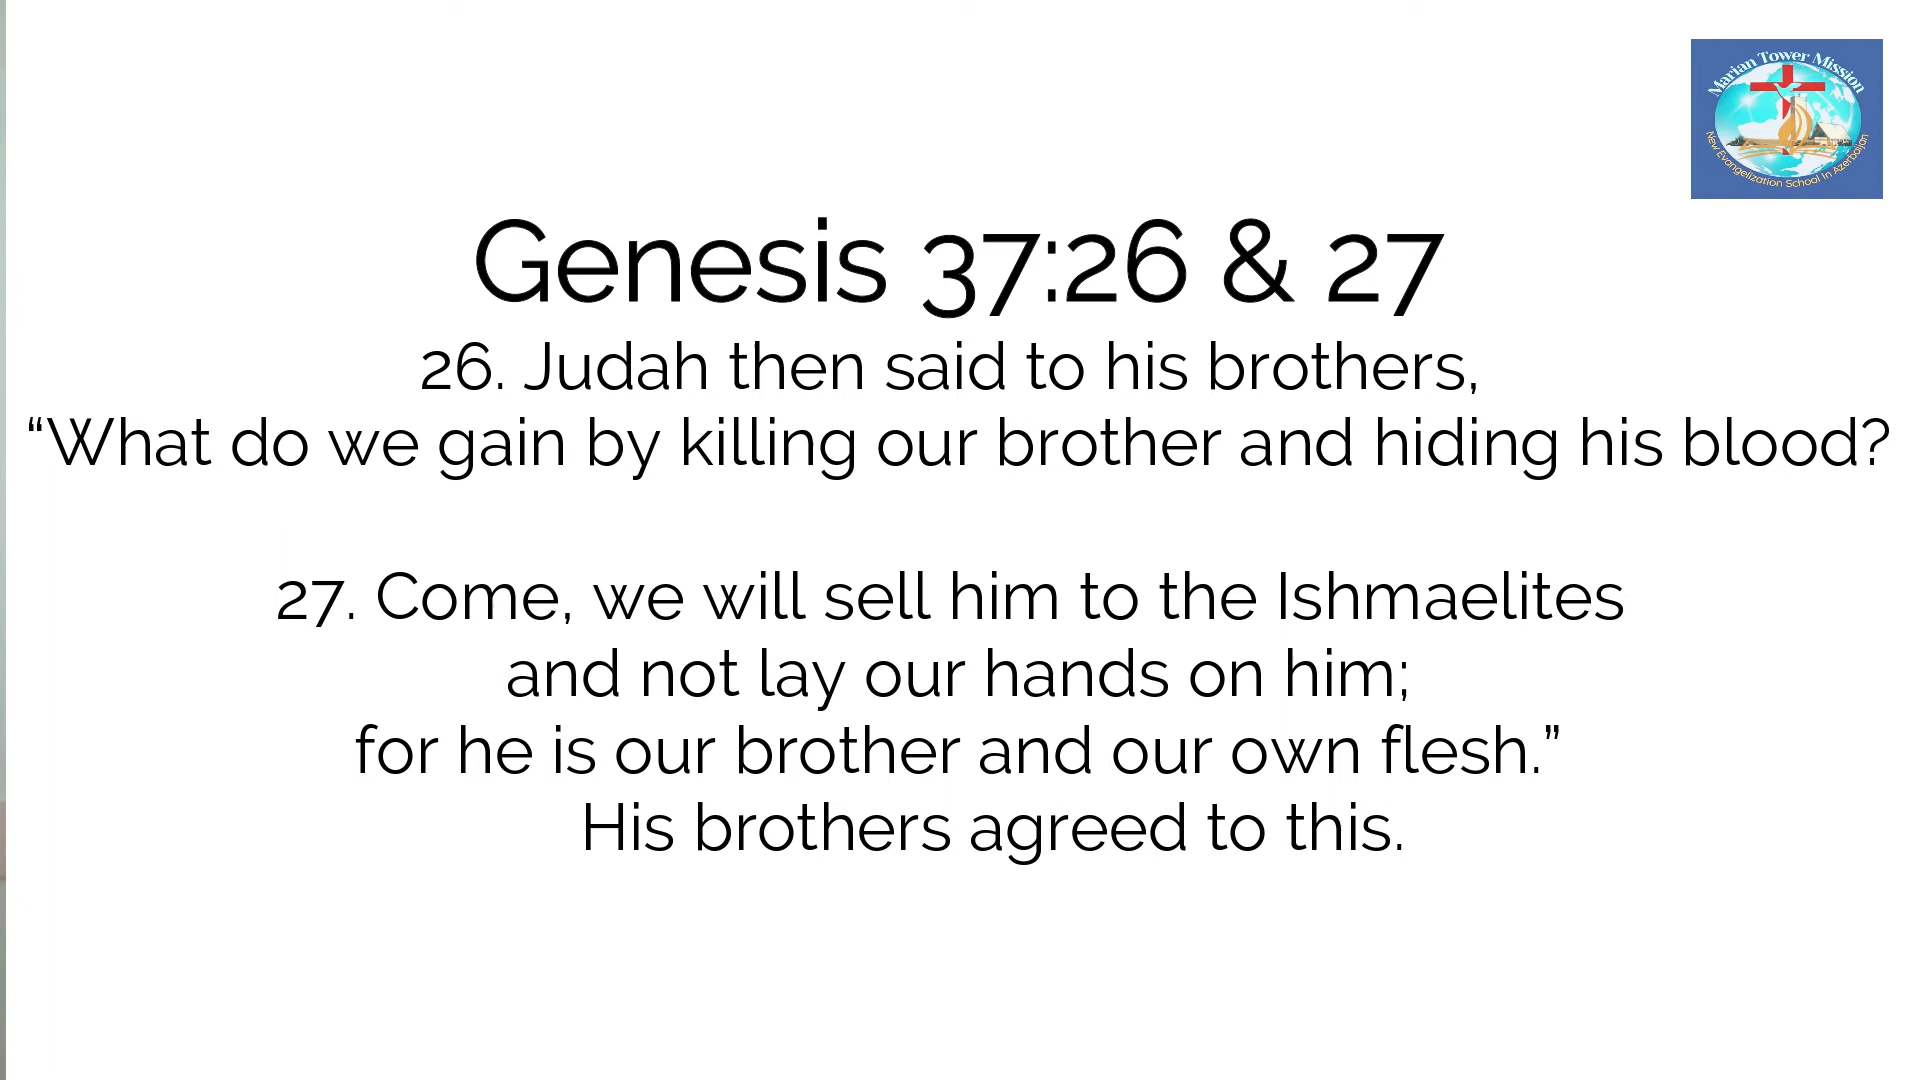 Marian Tower Mission
New Evangelization School In Azerbaijan
Genesis 37:26 & 27
26. Judah then said to his brothers,
“What do we gain by killing our brother and hiding his blood?
27. Come, we will sell him to the Ishmaelites
and not lay our hands on him;
for he is our brother and our own flesh.”
His brothers agreed to this.